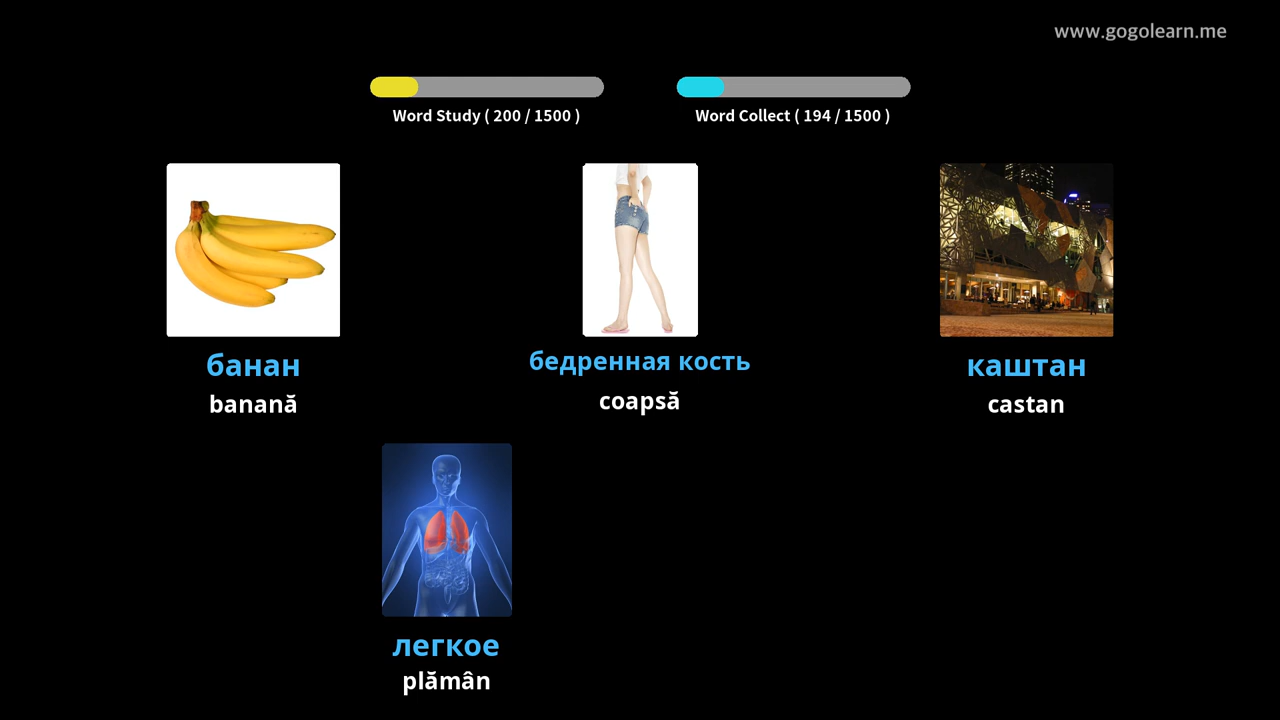 www.gogolearn.me
Word Study ( 200 / 1500 )
Word Collect ( 194 / 1500 )
банан
banană
бедренная кость
coapsă
каштан
castan
легкое
plămân